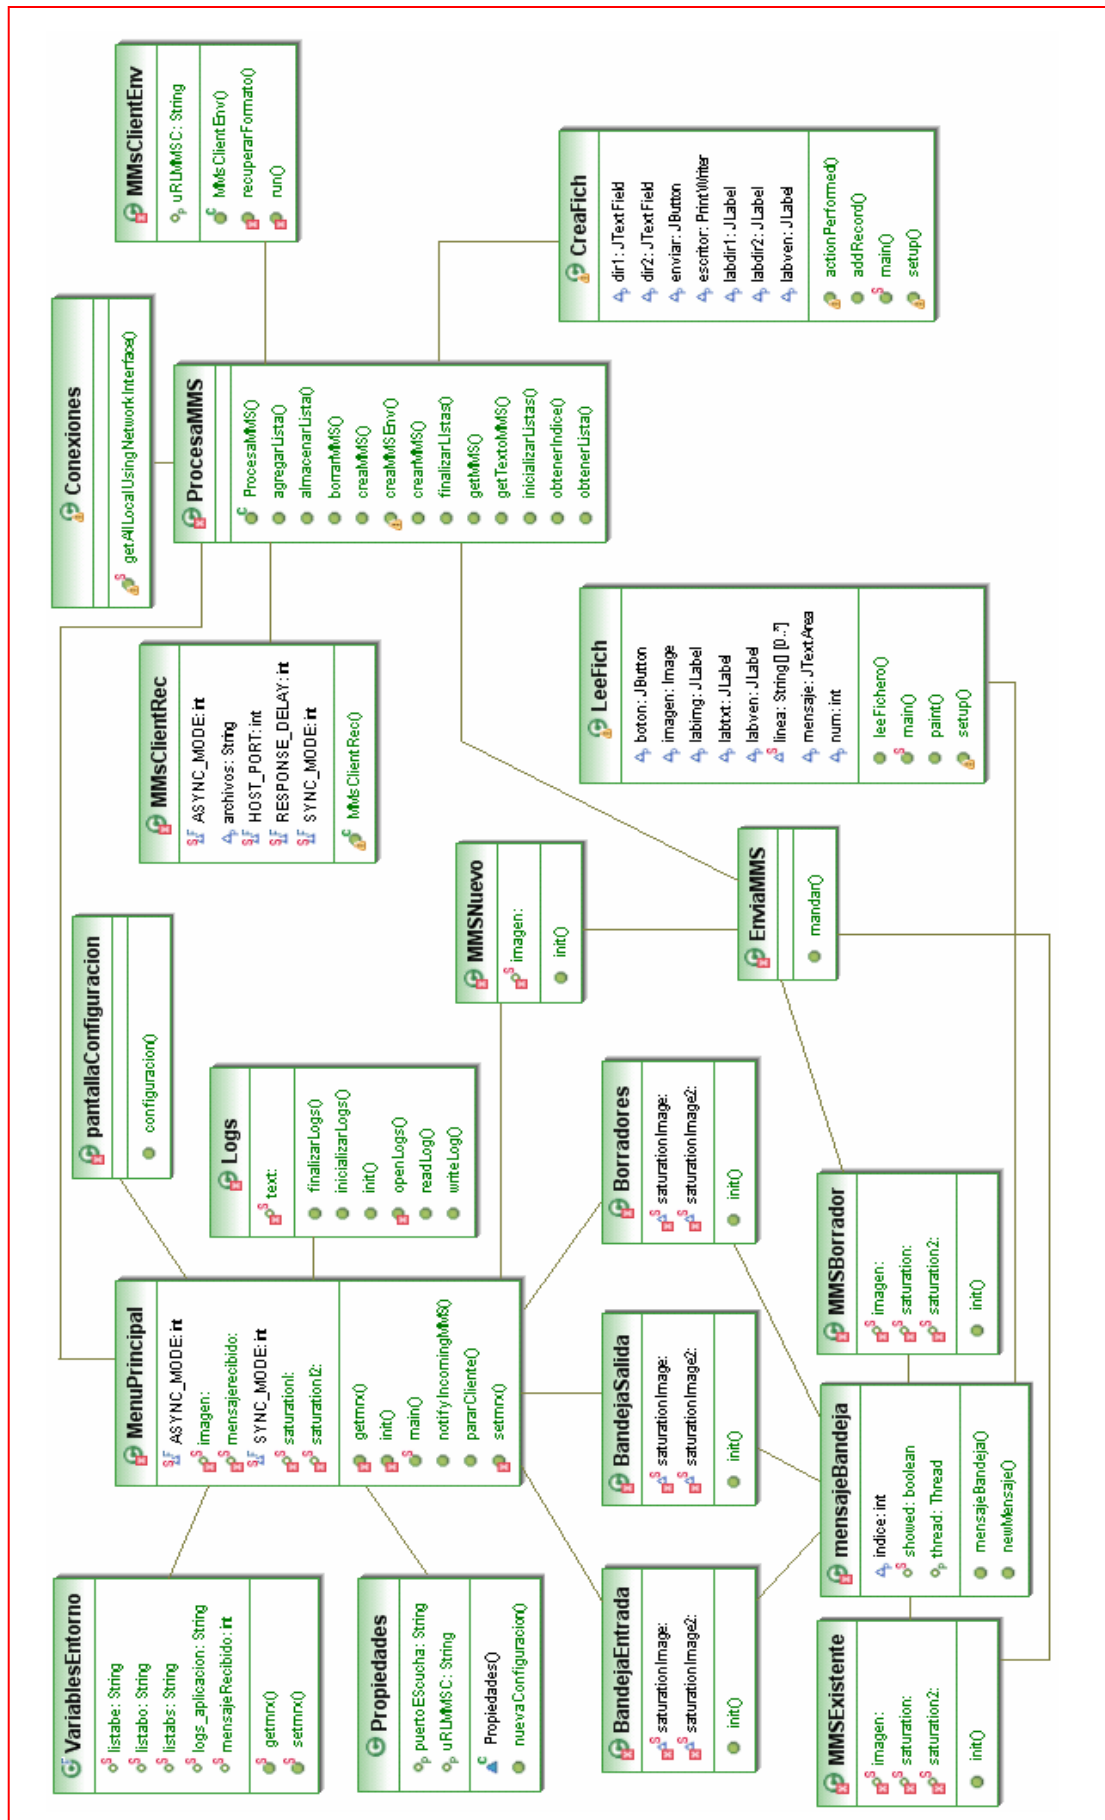 VariablesEntorno
listabe: String
listabo: String
listabs: String
logs_aplicacion: String
mensajeRecibido: int
getmrx()
setmrx()
Propiedades
puertoEscucha: String
uRLMMSC: String
Propiedades()
nuevaConfiguracion()
BandejaEntrada
saturationImage:
saturationImage2:
init()
MMSExistente
imagen:
saturation:
saturation2:
init()
MenuPrincipal
ASYNC_MODE: int
imagen:
mensajerecibido:
SYNC_MODE: int
saturationI:
saturationI2:
getmrx()
init()
main()
notifyIncomingMMS()
pararCliente()
setmrx()
BandejaSalida
saturationImage:
saturationImage2:
init()
mensajeBandeja
indice: int
showed: boolean
thread: Thread
mensajeBandeja()
newMensaje()
pantallaConfiguracion
configuracion()
Logs
text:
finalizarLogs()
inicializarLogs()
init()
openLogs()
readLog()
writeLog()
Borradores
saturationImage:
saturationImage2:
init()
MMSBorrador
imagen:
saturation:
saturation2:
init()
MMsClientRec
ASYNC_MODE: int
archivos: String
HOST_PORT: int
RESPONSE_DELAY: int
SYNC_MODE: int
MMsClientRec()
MMSNuevo
imagen:
init()
EnviaMMS
mandar()
Conexiones
getAllLocalUsingNetworkInterface()
ProcesaMMS
ProcesaMMS()
agregarLista()
almacenarLista()
borrarMMS()
creaMMS()
creaMMSEnv()
crearMMS()
finalizarLIstas()
getMMS()
getTextoMMS()
inicializarListas()
obtenerIndice()
obtenerLista()
LeeFich
boton: JButton
imagen: Image
labimg: JLabel
labtxt: JLabel
labven: JLabel
linea: String[] [0..*]
mensaje: JTextArea
num: int
leeFichero()
main()
paint()
setup()
MMsClientEnv
uRLMMSC: String
MMsClientEnv()
recuperarFormato()
run()
CreaFich
dir1: JTextField
dir2: JTextField
enviar: JButton
escritor: PrintWriter
labdir1: JLabel
labdir2: JLabel
labven: JLabel
actionPerformed()
addRecord()
main()
setup()